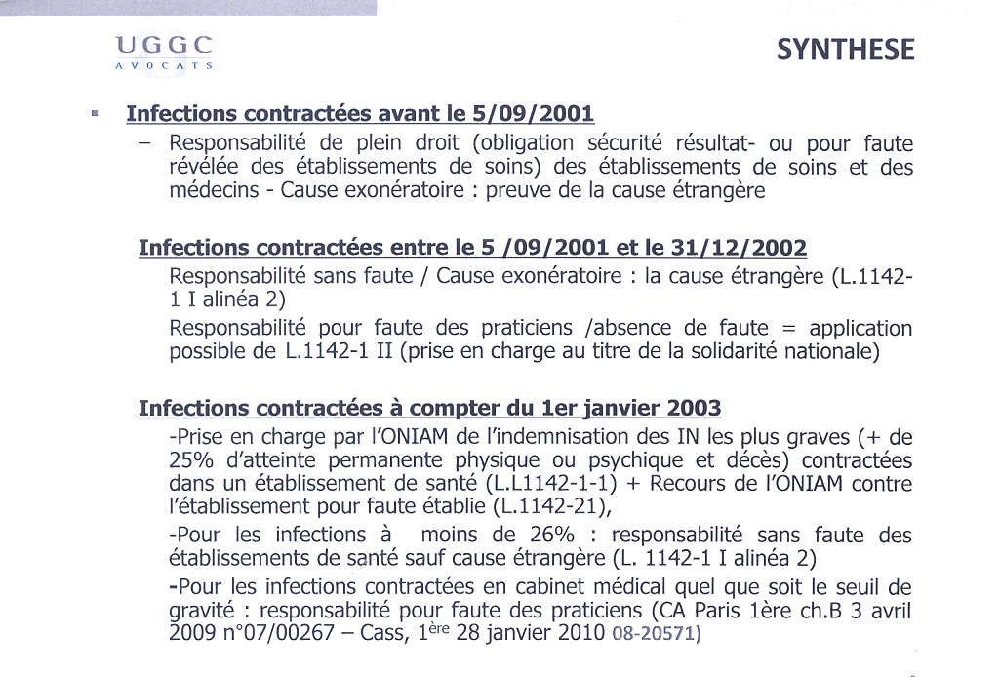 UGGC
AVOCATS
SYNTHESE
▪ Infections contractées avant le 5/09/2001
– Responsabilité de plein droit (obligation sécurité résultat- ou pour faute
révélée des établissements de soins) des établissements de soins et des
médecins - Cause exonératoire : preuve de la cause étrangère
Infections contractées entre le 5 /09/2001 et le 31/12/2002
Responsabilité sans faute / Cause exonératoire : la cause étrangère (L.1142-
1 I alinéa 2)
Responsabilité pour faute des praticiens /absence de faute = application
possible de L.1142-1 II (prise en charge au titre de la solidarité nationale)
Infections contractées à compter du 1er janvier 2003
-Prise en charge par l’ONIAM de l’indemnisation des IN les plus graves (+ de
25% d’atteinte permanente physique ou psychique et décès) contractées
dans un établissement de santé (L.L1142-1-1) + Recours de l’ONIAM contre
l’établissement pour faute établie (L.1142-21),
-Pour les infections à moins de 26% : responsabilité sans faute des
établissements de santé sauf cause étrangère (L. 1142-1 I alinéa 2)
-Pour les infections contractées en cabinet médical quel que soit le seuil de
gravité : responsabilité pour faute des praticiens (CA Paris 1ère ch.B 3 avril
2009 n°07/00267 – Cass, 1ère 28 janvier 2010 08-20571)